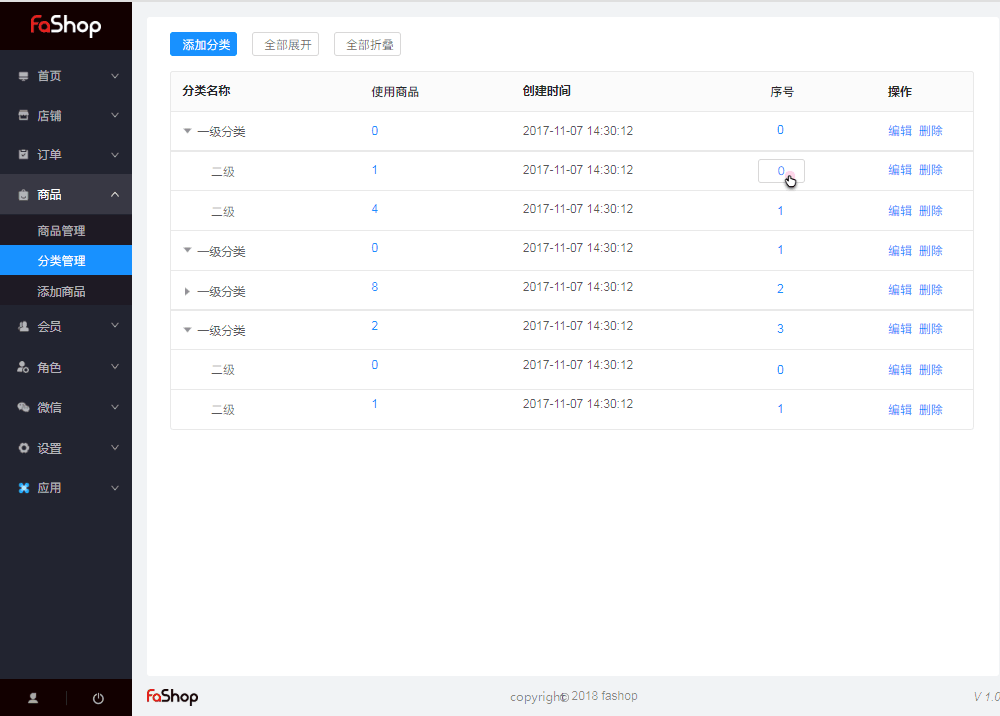 faShop
首页
店铺
订单
商品
商品管理
分类管理
添加商品
会员
角色
微信
设置
应用
添加分类 全部展开 全部折叠
分类名称 使用商品 创建时间 序号 操作
一级分类 0 2017-11-07 14:30:12 0 编辑 删除
二级 1 2017-11-07 14:30:12 0 编辑 删除
二级 4 2017-11-07 14:30:12 1 编辑 删除
一级分类 0 2017-11-07 14:30:12 1 编辑 删除
一级分类 8 2017-11-07 14:30:12 2 编辑 删除
一级分类 2 2017-11-07 14:30:12 3 编辑 删除
二级 0 2017-11-07 14:30:12 0 编辑 删除
二级 1 2017-11-07 14:30:12 1 编辑 删除
faShop copyright© 2018 fashop V 1.0